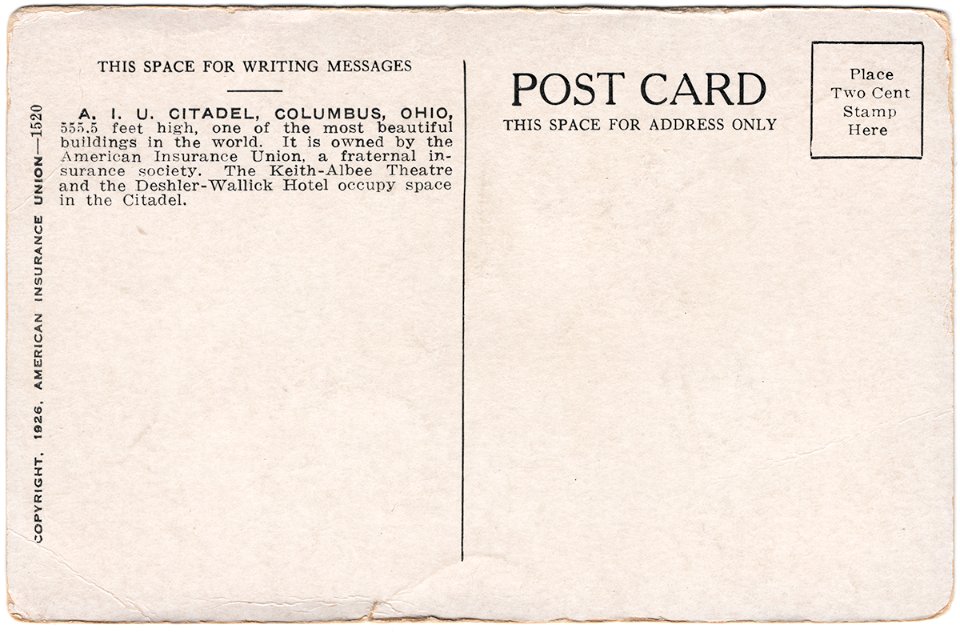 THIS SPACE FOR WRITING MESSAGES
A. I. U. CITADEL, COLUMBUS, OHIO,
555.5 feet high, one of the most beautiful
buildings in the world. It is owned by the
American Insurance Union, a fraternal in-
surance society. The Keith-Albee Theatre
and the Deshler-Wallick Hotel occupy space
in the Citadel.
COPYRIGHT, 1926, AMERICAN INSURANCE UNION—1520
POST CARD
THIS SPACE FOR ADDRESS ONLY
Place
Two Cent
Stamp
Here